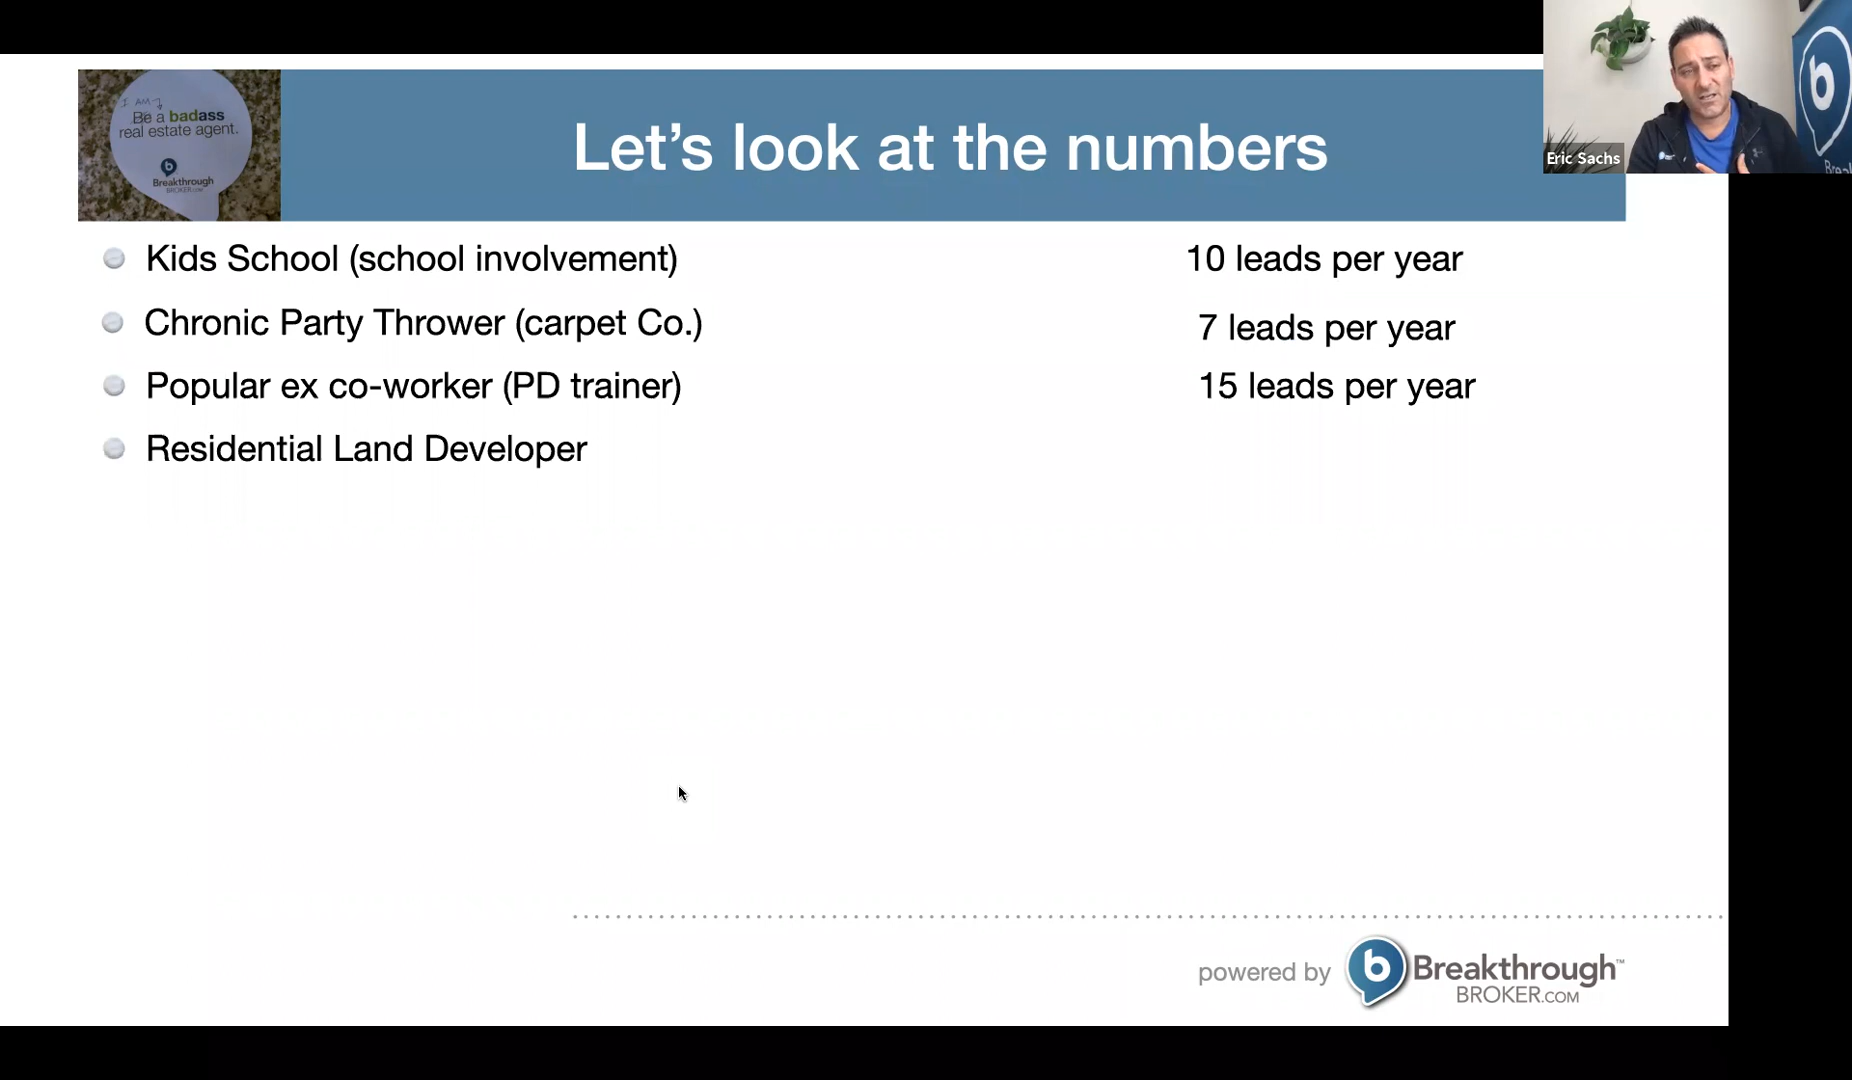 I AM
Be a badass
real estate agent.
b
Breakthrough
BROKER.com
Let's look at the numbers
b
Eric Sachs
Kids School (school involvement) 10 leads per year
Chronic Party Thrower (carpet Co.) 7 leads per year
Popular ex co-worker (PD trainer) 15 leads per year
Residential Land Developer
powered by
b
Breakthrough™
BROKER.COM